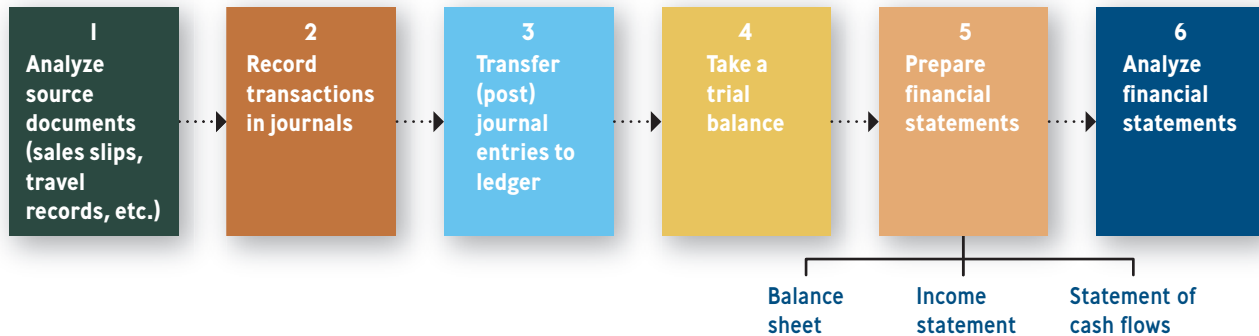 1
Analyze
source
documents
(sales slips,
travel
records, etc.)
2
Record
transactions
in journals
3
Transfer
(post)
journal
entries to
ledger
4
Take a
trial
balance
5
Prepare
financial
statements
6
Analyze
financial
statements
Balance
sheet
Income
statement
Statement of
cash flows